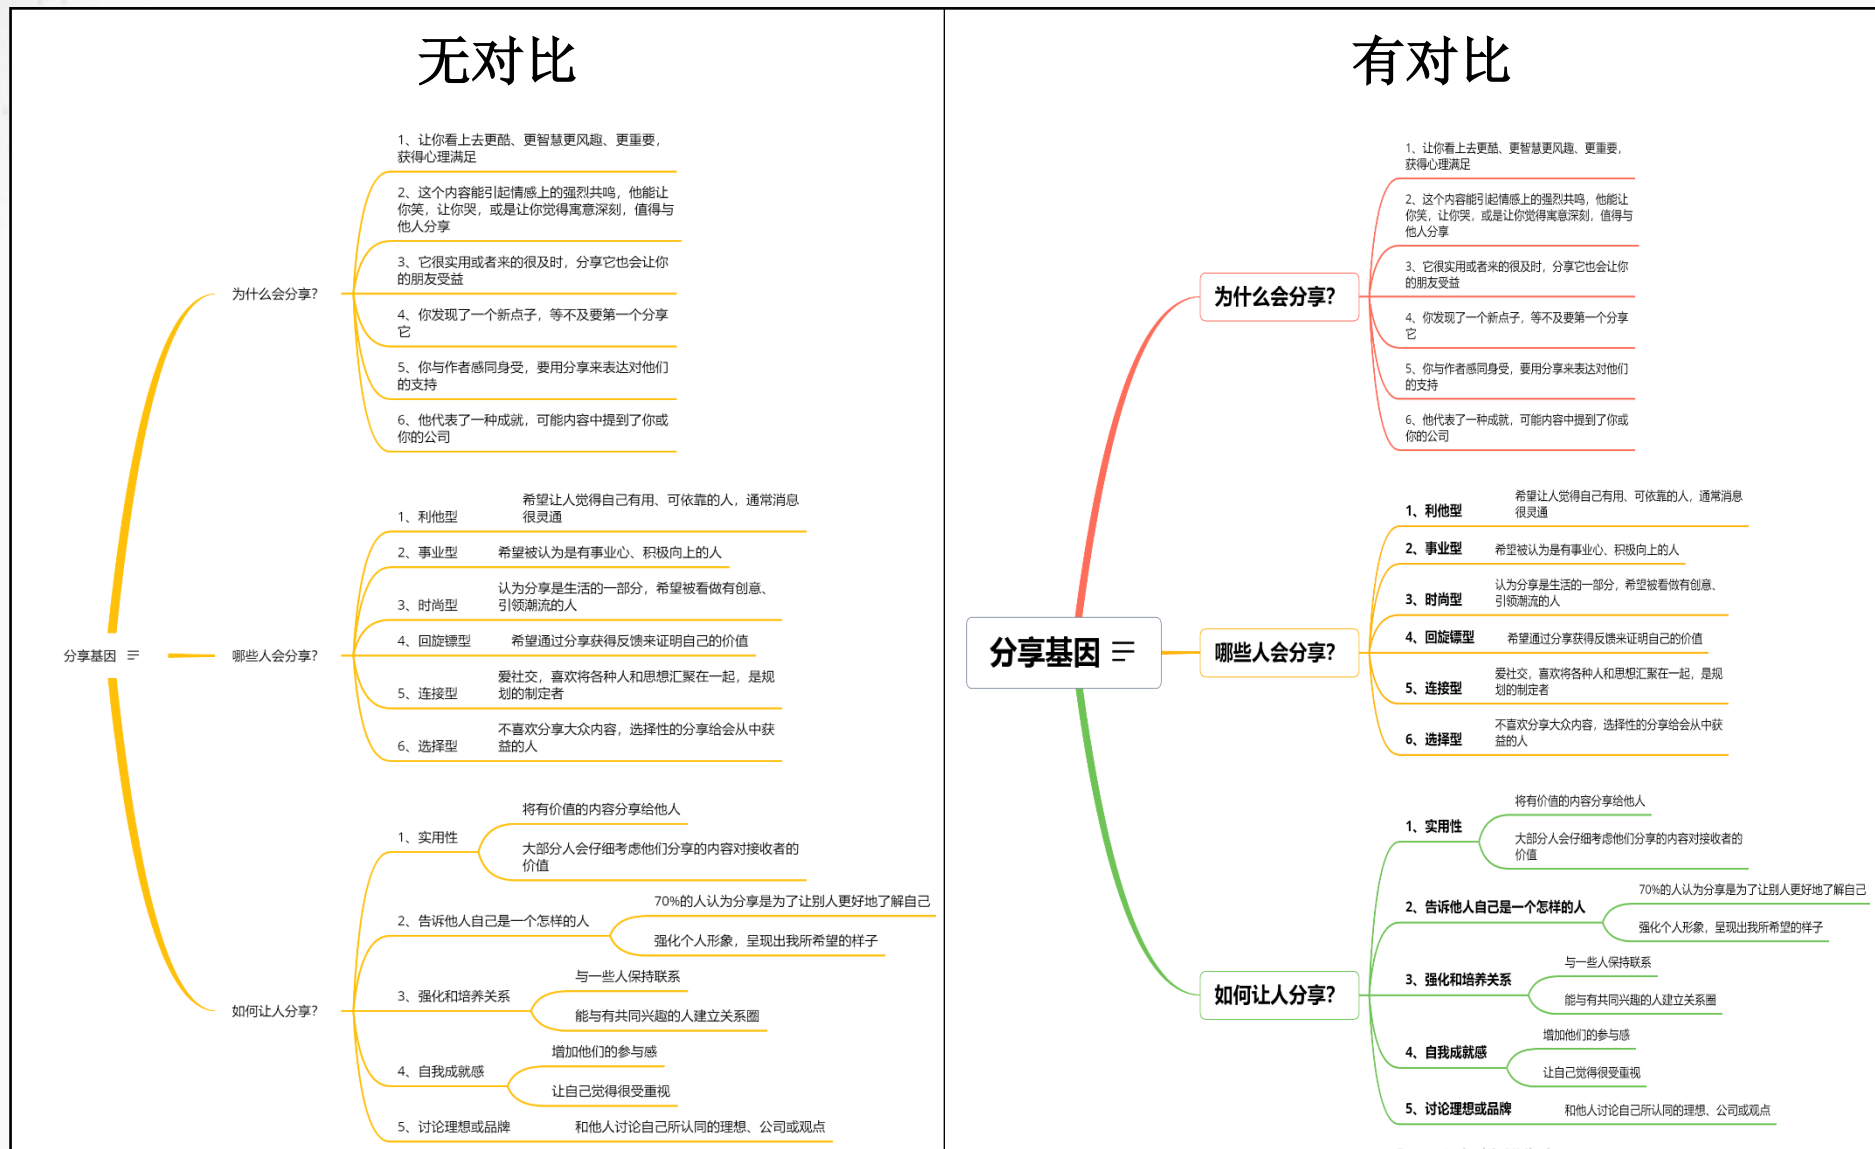 无对比
1、让你看上去更酷、更智慧更风趣、更重要，
获得心理满足
2、这个内容能引起情感上的强烈共鸣，他能让
你笑，让你哭，或是让你觉得寓意深刻，值得与
他人分享
3、它很实用或者来的很及时，分享它也会让你
的朋友受益
为什么会分享？
4、你发现了一个新点子，等不及要第一个分享
它
5、你与作者感同身受，要用分享来表达对他们
的支持
6、他代表了一种成就，可能内容中提到了你或
你的公司
1、利他型
希望让人觉得自己有用、可依靠的人，通常消息
很灵通
2、事业型
希望被认为是有事业心、积极向上的人
3、时尚型
认为分享是生活的一部分，希望被看做有创意、
引领潮流的人
4、回旋镖型
希望通过分享获得反馈来证明自己的价值
分享基因
哪些人会分享？
5、连接型
爱社交，喜欢将各种人和思想汇聚在一起，是规
划的制定者
6、选择型
不喜欢分享大众内容，选择性的分享给会从中获
益的人
1、实用性
将有价值的内容分享给他人
大部分人会仔细考虑他们分享的内容对接收者的
价值
2、告诉他人自己是一个怎样的人
70%的人认为分享是为了让别人更好地了解自己
强化个人形象，呈现出我所希望的样子
3、强化和培养关系
与一些人保持联系
能与有共同兴趣的人建立关系圈
如何让人分享？
4、自我成就感
增加他们的参与感
让自己觉得很受重视
5、讨论理想或品牌
和他人讨论自己所认同的理想、公司或观点
有对比
1、让你看上去更酷、更智慧更风趣、更重要，
获得心理满足
2、这个内容能引起情感上的强烈共鸣，他能让
你笑，让你哭，或是让你觉得寓意深刻，值得与
他人分享
3、它很实用或者来的很及时，分享它也会让你
的朋友受益
为什么会分享？
4、你发现了一个新点子，等不及要第一个分享
它
5、你与作者感同身受，要用分享来表达对他们
的支持
6、他代表了一种成就，可能内容中提到了你或
你的公司
1、利他型
希望让人觉得自己有用、可依靠的人，通常消息
很灵通
2、事业型
希望被认为是有事业心、积极向上的人
3、时尚型
认为分享是生活的一部分，希望被看做有创意、
引领潮流的人
4、回旋镖型
希望通过分享获得反馈来证明自己的价值
分享基因
哪些人会分享？
5、连接型
爱社交，喜欢将各种人和思想汇聚在一起，是规
划的制定者
6、选择型
不喜欢分享大众内容，选择性的分享给会从中获
益的人
1、实用性
将有价值的内容分享给他人
大部分人会仔细考虑他们分享的内容对接收者的
价值
2、告诉他人自己是一个怎样的人
70%的人认为分享是为了让别人更好地了解自己
强化个人形象，呈现出我所希望的样子
3、强化和培养关系
与一些人保持联系
能与有共同兴趣的人建立关系圈
如何让人分享？
4、自我成就感
增加他们的参与感
让自己觉得很受重视
5、讨论理想或品牌
和他人讨论自己所认同的理想、公司或观点